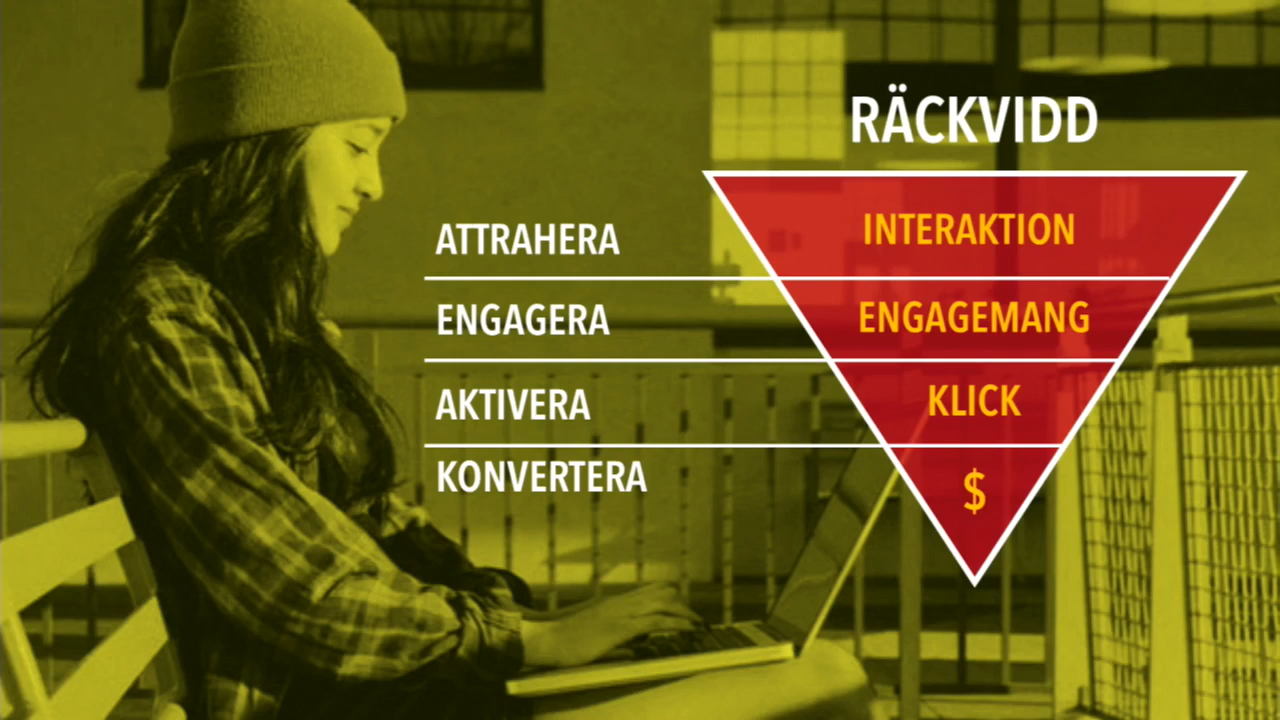 RÄCKVIDD
ATTRAHERA
INTERAKTION
ENGAGERA
ENGAGEMANG
AKTIVERA
KLICK
KONVERTERA
$